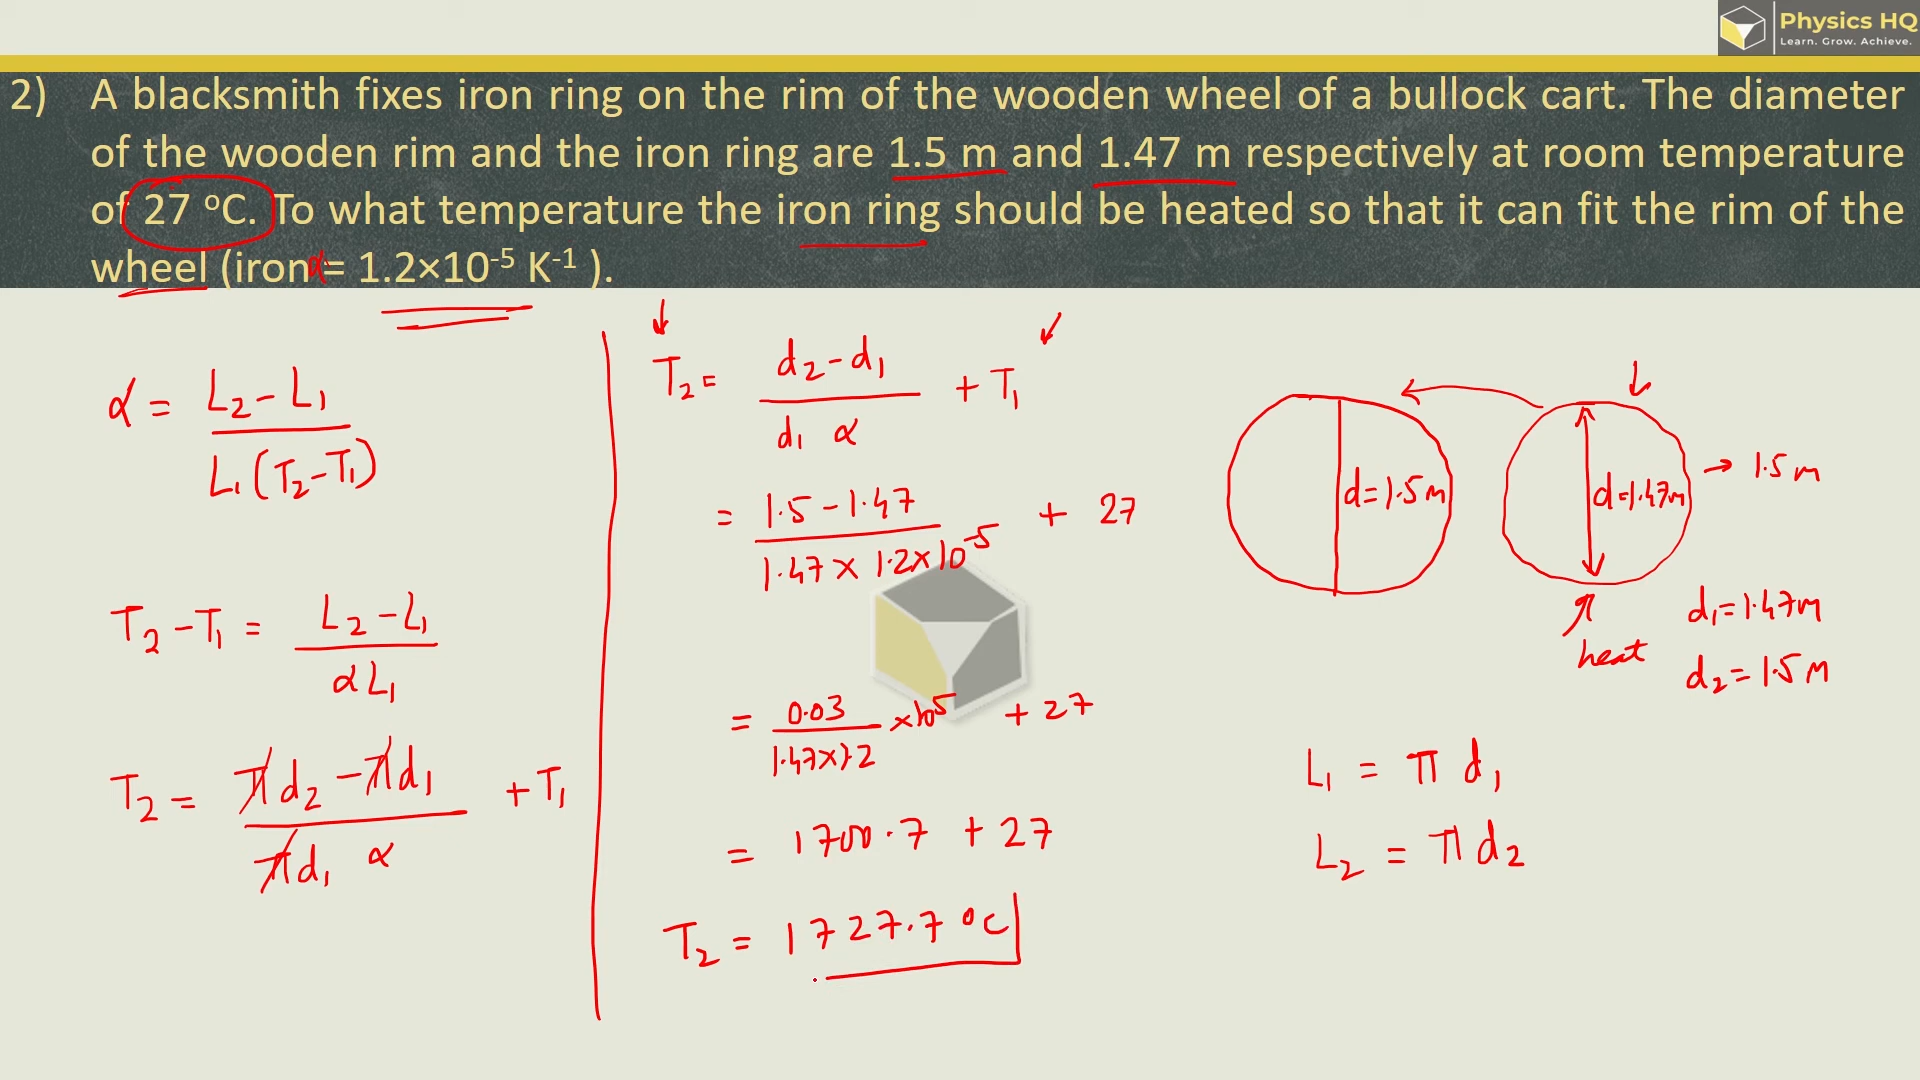 Physics HQ
Learn. Grow. Achieve.
2) A blacksmith fixes iron ring on the rim of the wooden wheel of a bullock cart. The diameter
of the wooden rim and the iron ring are 1.5 m and 1.47 m respectively at room temperature
of 27 ºC. To what temperature the iron ring should be heated so that it can fit the rim of the
wheel (iron α = 1.2×10⁻⁵ K⁻¹ ).
α = (L₂ - L₁) / (L₁ (T₂ - T₁))
T₂ - T₁ = (L₂ - L₁) / (α L₁)
T₂ = (π d₂ - π d₁) / (π d₁ α) + T₁
T₂ = (d₂ - d₁) / (d₁ α) + T₁
= (1.5 - 1.47) / (1.47 × 1.2 × 10⁻⁵) + 27
= 0.03 / (1.47 × 1.2) × 10⁵ + 27
= 1700.7 + 27
T₂ = 1727.7 °C
d = 1.5 m
d = 1.47 m
→ 1.5 m
heat
d₁ = 1.47 m
d₂ = 1.5 m
L₁ = π d₁
L₂ = π d₂